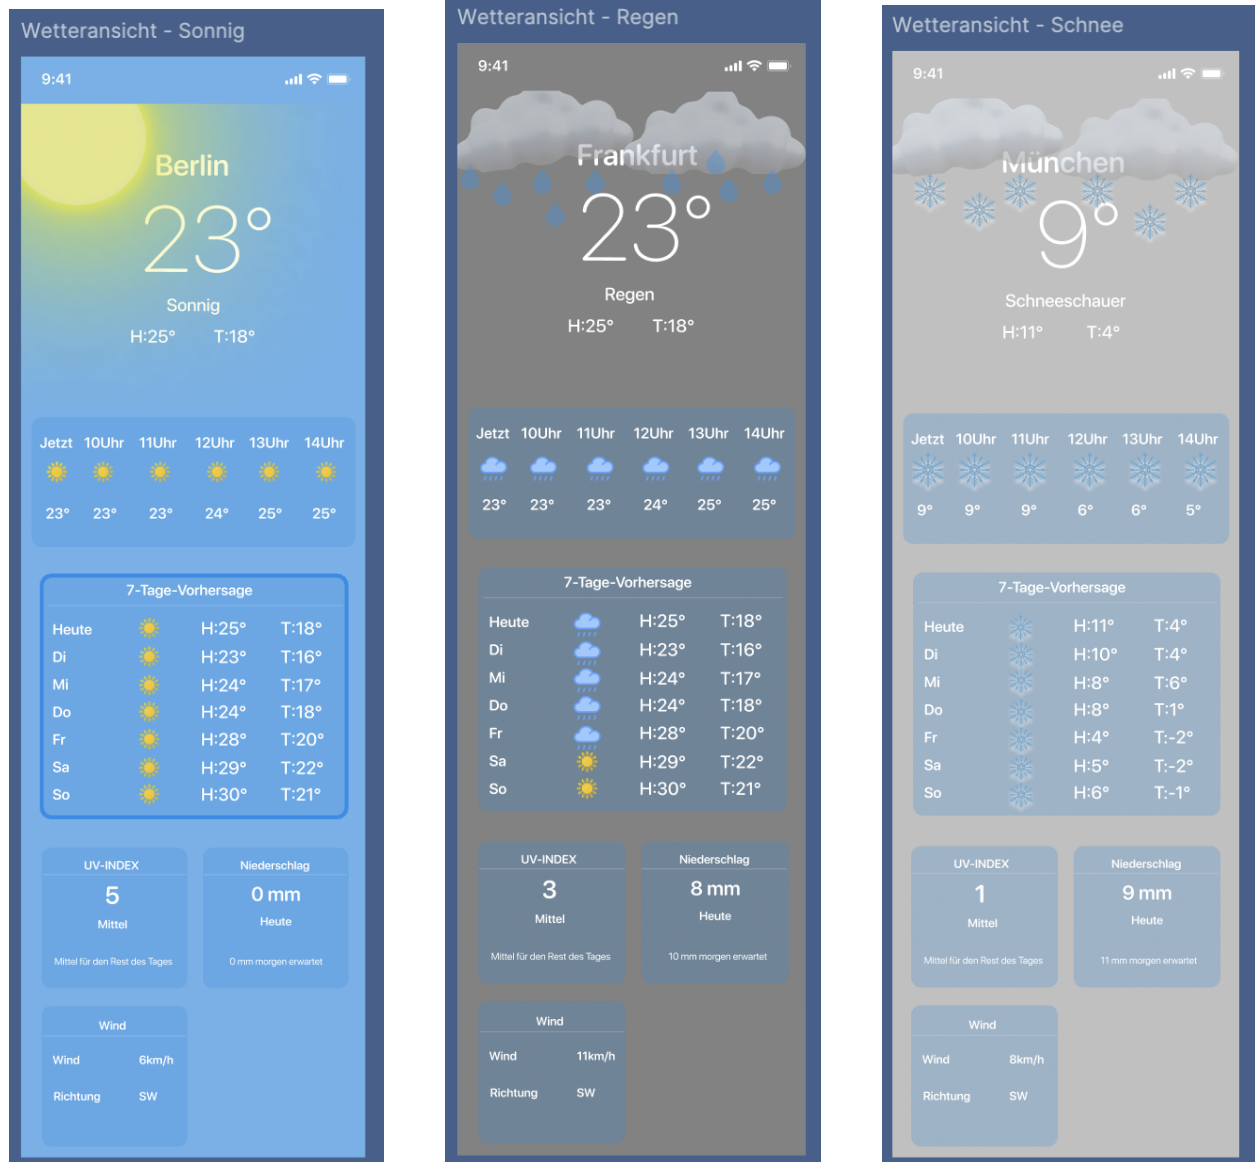 Wetteransicht - Sonnig
9:41
Berlin
23°
Sonnig
H:25° T:18°
Jetzt 10Uhr 11Uhr 12Uhr 13Uhr 14Uhr
23° 23° 23° 24° 25° 25°
7-Tage-Vorhersage
Heute H:25° T:18°
Di H:23° T:16°
Mi H:24° T:17°
Do H:24° T:18°
Fr H:28° T:20°
Sa H:29° T:22°
So H:30° T:21°
UV-INDEX
5
Mittel
Mittel für den Rest des Tages
Niederschlag
0 mm
Heute
0 mm morgen erwartet
Wind
Wind 6km/h
Richtung SW
Wetteransicht - Regen
9:41
Frankfurt
23°
Regen
H:25° T:18°
Jetzt 10Uhr 11Uhr 12Uhr 13Uhr 14Uhr
23° 23° 23° 24° 25° 25°
7-Tage-Vorhersage
Heute H:25° T:18°
Di H:23° T:16°
Mi H:24° T:17°
Do H:24° T:18°
Fr H:28° T:20°
Sa H:29° T:22°
So H:30° T:21°
UV-INDEX
3
Mittel
Mittel für den Rest des Tages
Niederschlag
8 mm
Heute
10 mm morgen erwartet
Wind
Wind 11km/h
Richtung SW
Wetteransicht - Schnee
9:41
München
9°
Schneeschauer
H:11° T:4°
Jetzt 10Uhr 11Uhr 12Uhr 13Uhr 14Uhr
9° 9° 9° 6° 6° 5°
7-Tage-Vorhersage
Heute H:11° T:4°
Di H:10° T:4°
Mi H:8° T:6°
Do H:8° T:1°
Fr H:4° T:-2°
Sa H:5° T:-2°
So H:6° T:-1°
UV-INDEX
1
Mittel
Mittel für den Rest des Tages
Niederschlag
9 mm
Heute
11 mm morgen erwartet
Wind
Wind 8km/h
Richtung SW